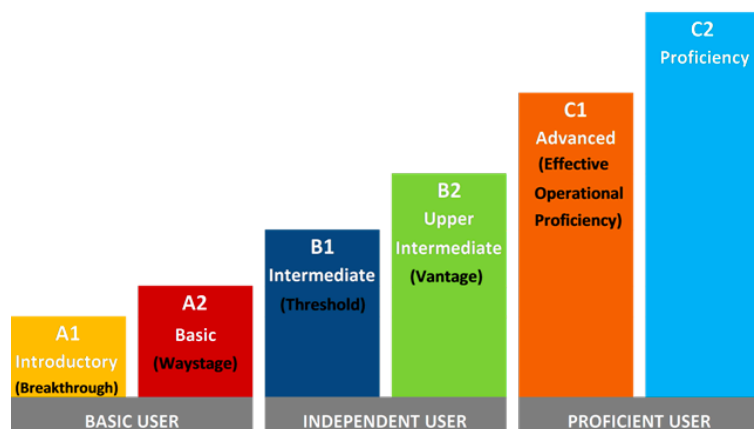 A1
Introductory
(Breakthrough)
A2
Basic
(Waystage)
BASIC USER
B1
Intermediate
(Threshold)
B2
Upper
Intermediate
(Vantage)
INDEPENDENT USER
C1
Advanced
(Effective
Operational
Proficiency)
C2
Proficiency
PROFICIENT USER